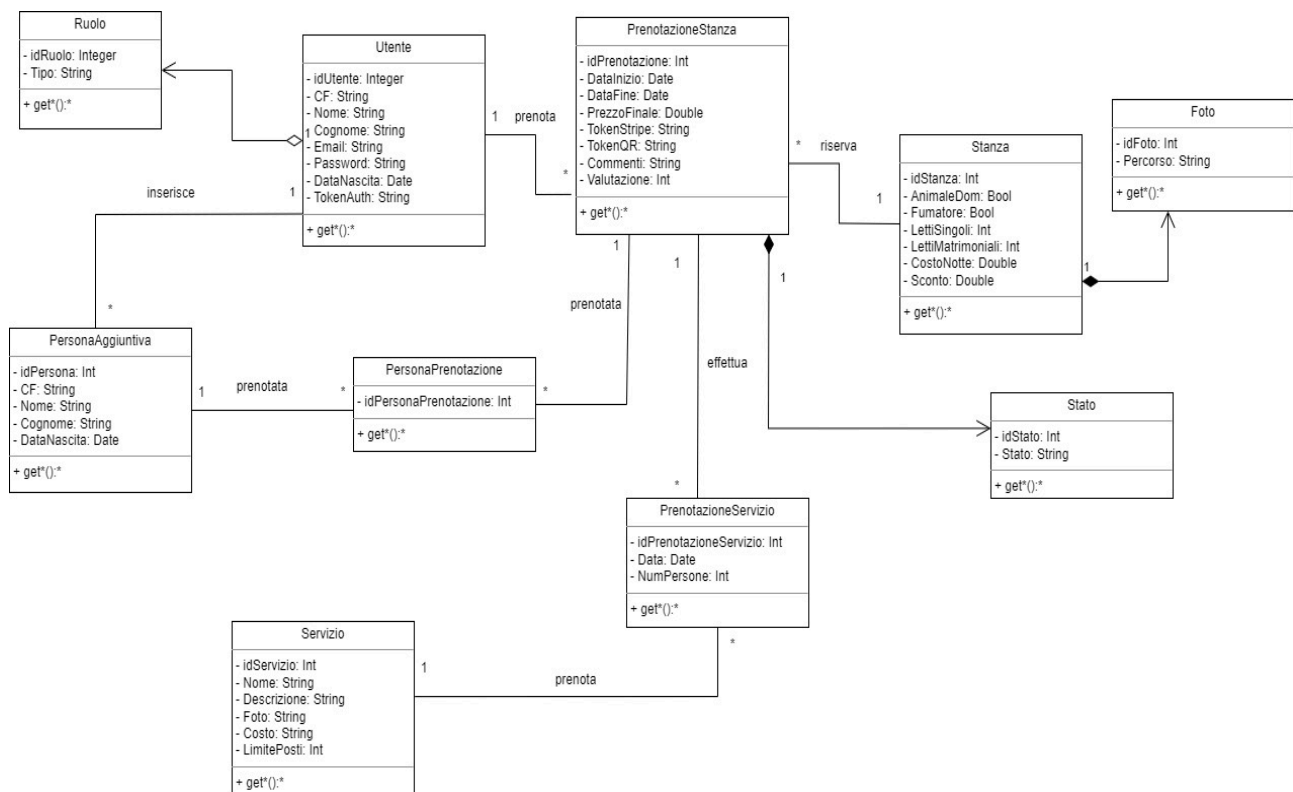 Ruolo
- idRuolo: Integer
- Tipo: String
+ get*():*
Utente
- idUtente: Integer
- CF: String
- Nome: String
- Cognome: String
- Email: String
- Password: String
- DataNascita: Date
- TokenAuth: String
+ get*():*
1
1
prenota
*
PrenotazioneStanza
- idPrenotazione: Int
- DataInizio: Date
- DataFine: Date
- PrezzoFinale: Double
- TokenStripe: String
- TokenQR: String
- Commenti: String
- Valutazione: Int
+ get*():*
*
riserva
1
Stanza
- idStanza: Int
- AnimaleDom: Bool
- Fumatore: Bool
- LettiSingoli: Int
- LettiMatrimoniali: Int
- CostoNotte: Double
- Sconto: Double
+ get*():*
1
Foto
- idFoto: Int
- Percorso: String
+ get*():*
inserisce
1
*
PersonaAggiuntiva
- idPersona: Int
- CF: String
- Nome: String
- Cognome: String
- DataNascita: Date
+ get*():*
1
prenotata
*
PersonaPrenotazione
- idPersonaPrenotazione: Int
+ get*():*
*
prenotata
1
1
effettua
*
1
Stato
- idStato: Int
- Stato: String
+ get*():*
PrenotazioneServizio
- idPrenotazioneServizio: Int
- Data: Date
- NumPersone: Int
+ get*():*
*
Servizio
- idServizio: Int
- Nome: String
- Descrizione: String
- Foto: String
- Costo: String
- LimitePosti: Int
+ get*():*
1
prenota